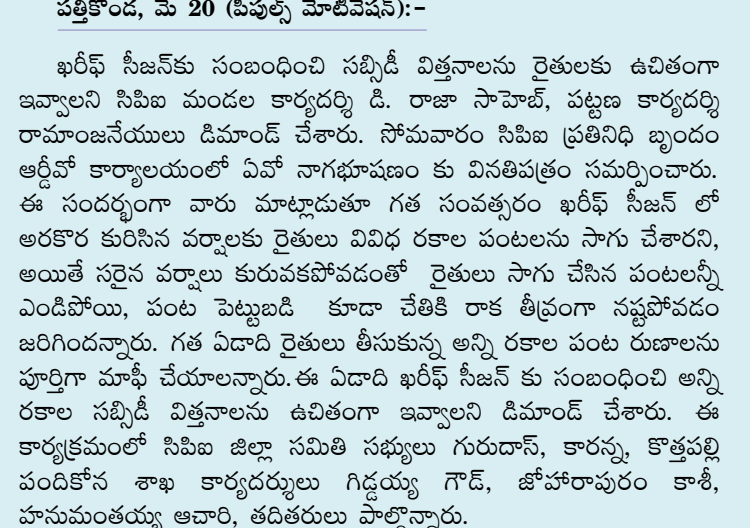 పత్తికొండ, మే 20 (పీపుల్స్ మోటివేషన్):-
ఖరీఫ్ సీజన్‌కు సంబంధించి సబ్సిడీ విత్తనాలను రైతులకు ఉచితంగా
ఇవ్వాలని సిపిఐ మండల కార్యదర్శి డి. రాజా సాహెబ్, పట్టణ కార్యదర్శి
రామాంజనేయులు డిమాండ్ చేశారు. సోమవారం సిపిఐ ప్రతినిధి బృందం
ఆర్డీవో కార్యాలయంలో ఏవో నాగభూషణం కు వినతిపత్రం సమర్పించారు.
ఈ సందర్భంగా వారు మాట్లాడుతూ గత సంవత్సరం ఖరీఫ్ సీజన్ లో
అరకొర కురిసిన వర్షాలకు రైతులు వివిధ రకాల పంటలను సాగు చేశారని,
అయితే సరైన వర్షాలు కురువకపోవడంతో రైతులు సాగు చేసిన పంటలన్నీ
ఎండిపోయి, పంట పెట్టుబడి కూడా చేతికి రాక తీవ్రంగా నష్టపోవడం
జరిగిందన్నారు. గత ఏడాది రైతులు తీసుకున్న అన్ని రకాల పంట రుణాలను
పూర్తిగా మాఫీ చేయాలన్నారు.ఈ ఏడాది ఖరీఫ్ సీజన్ కు సంబంధించి అన్ని
రకాల సబ్సిడీ విత్తనాలను ఉచితంగా ఇవ్వాలని డిమాండ్ చేశారు. ఈ
కార్యక్రమంలో సిపిఐ జిల్లా సమితి సభ్యులు గురుదాస్, కారన్న, కొత్తపల్లి
పందికోన శాఖ కార్యదర్శులు గిడ్డయ్య గౌడ్, జోహారాపురం కాశీ,
హనుమంతయ్య ఆచారి, తదితరులు పాల్గొన్నారు.